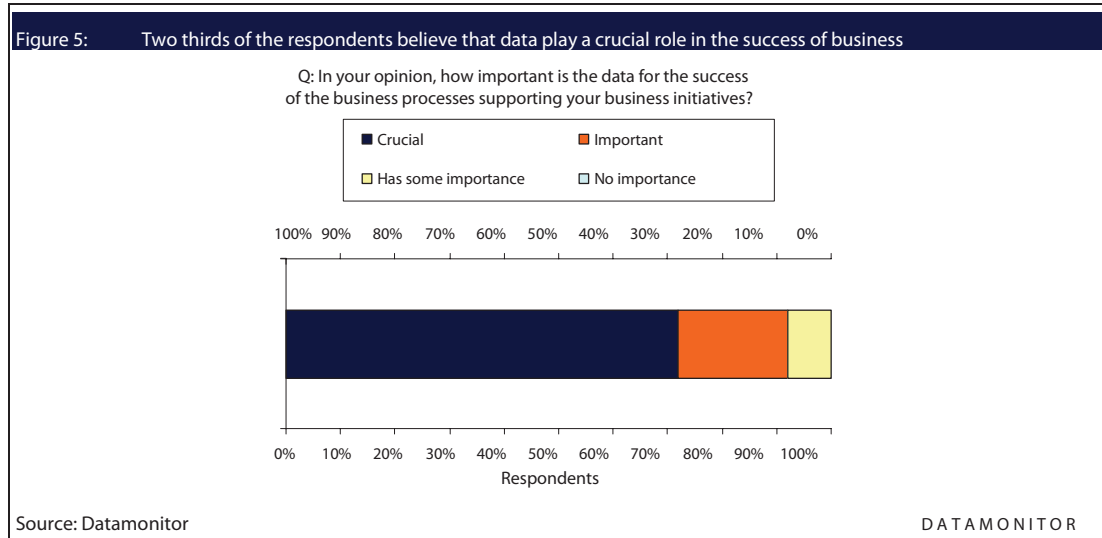 Figure 5: Two thirds of the respondents believe that data play a crucial role in the success of business
Q: In your opinion, how important is the data for the success
of the business processes supporting your business initiatives?
Crucial Important
Has some importance No importance
100% 90% 80% 70% 60% 50% 40% 30% 20% 10% 0%
0% 10% 20% 30% 40% 50% 60% 70% 80% 90% 100%
Respondents
Source: Datamonitor DATAMONITOR